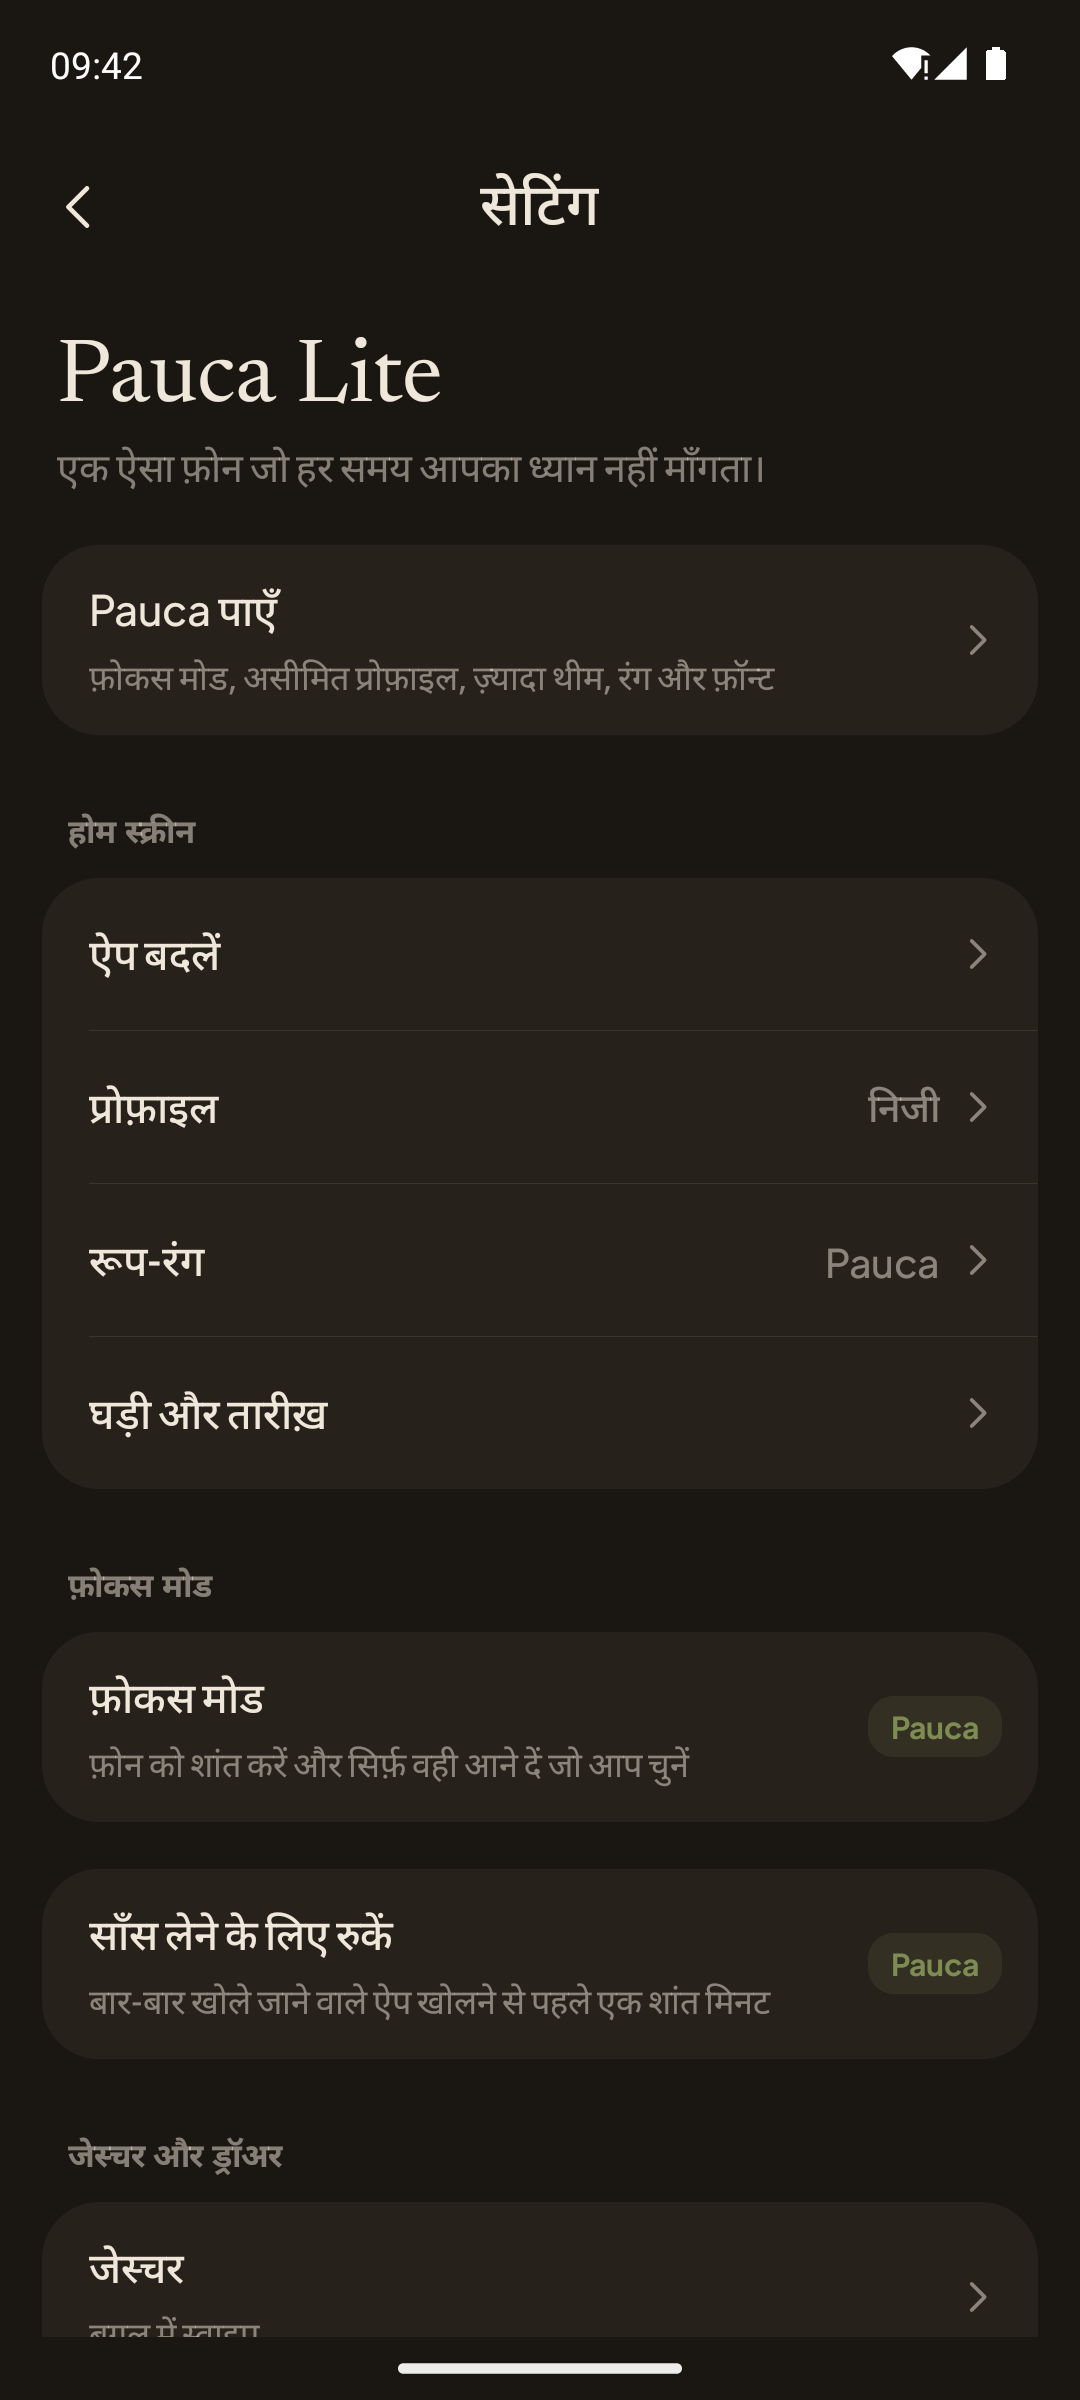 09:42
सेटिंग
Pauca Lite
एक ऐसा फ़ोन जो हर समय आपका ध्यान नहीं माँगता।
Pauca पाएँ
फ़ोकस मोड, असीमित प्रोफ़ाइल, ज़्यादा थीम, रंग और फ़ॉन्ट
होम स्क्रीन
ऐप बदलें
प्रोफ़ाइल
निजी
रूप-रंग
Pauca
घड़ी और तारीख़
फ़ोकस मोड
फ़ोकस मोड
Pauca
फ़ोन को शांत करें और सिर्फ़ वही आने दें जो आप चुनें
साँस लेने के लिए रुकें
Pauca
बार-बार खोले जाने वाले ऐप खोलने से पहले एक शांत मिनट
जेस्चर और ड्रॉअर
जेस्चर